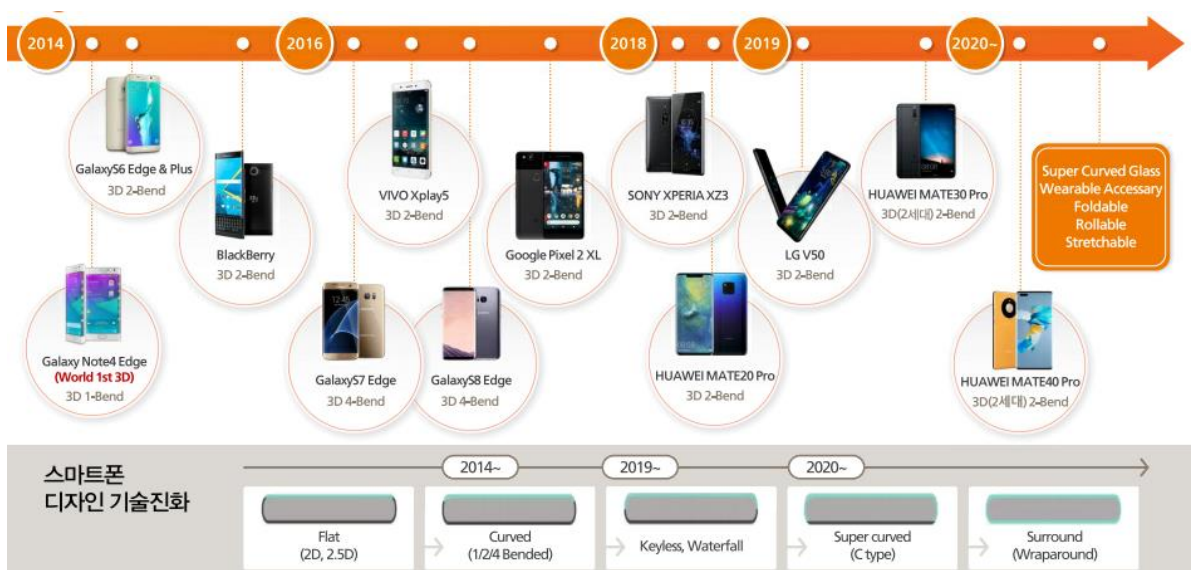 2014
2016
2018
2019
2020~
GalaxyS6 Edge & Plus
3D 2-Bend
BlackBerry
3D 2-Bend
Galaxy Note4 Edge
(World 1st 3D)
3D 1-Bend
VIVO Xplay5
3D 2-Bend
GalaxyS7 Edge
3D 4-Bend
GalaxyS8 Edge
3D 4-Bend
Google Pixel 2 XL
3D 2-Bend
SONY XPERIA XZ3
3D 2-Bend
HUAWEI MATE20 Pro
3D 2-Bend
LG V50
3D 2-Bend
HUAWEI MATE30 Pro
3D(2세대) 2-Bend
HUAWEI MATE40 Pro
3D(2세대) 2-Bend
Super Curved Glass
Wearable Accessary
Foldable
Rollable
Stretchable
스마트폰
디자인 기술진화
2014~
2019~
2020~
Flat
(2D, 2.5D)
Curved
(1/2/4 Bended)
Keyless, Waterfall
Super curved
(C type)
Surround
(Wraparound)